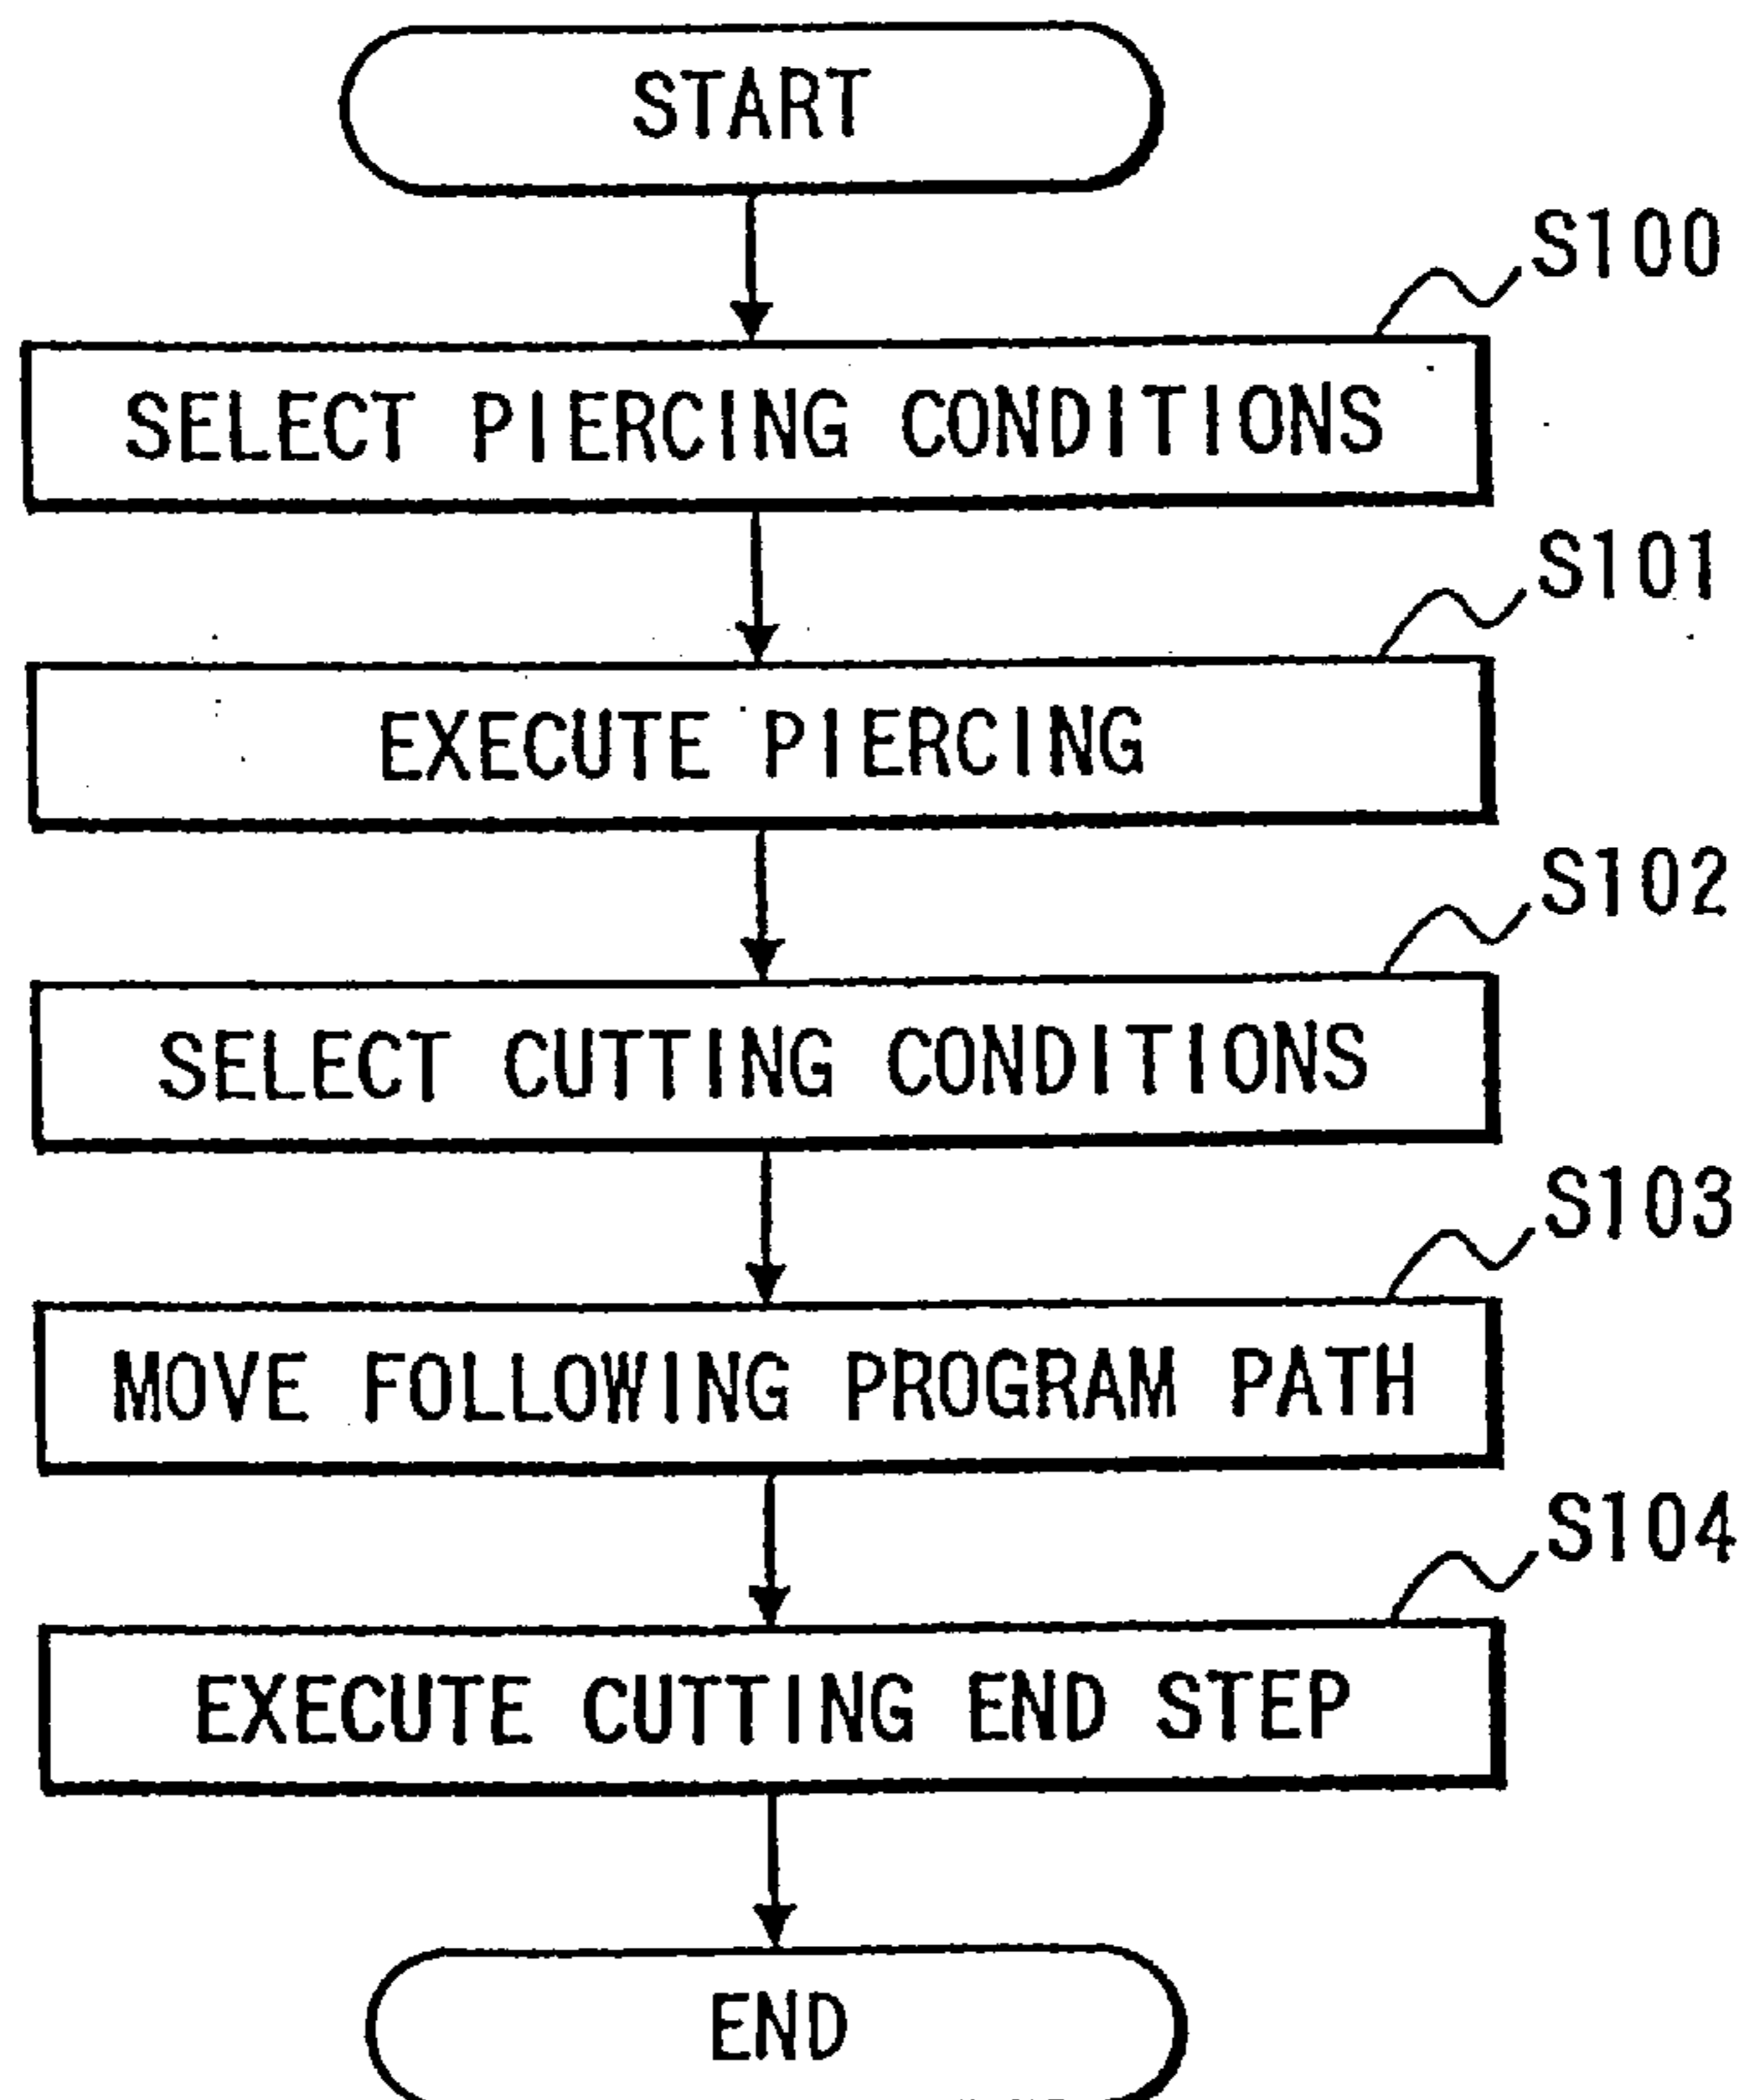 START
S100
SELECT PIERCING CONDITIONS
S101
EXECUTE PIERCING
S102
SELECT CUTTING CONDITIONS
S103
MOVE FOLLOWING PROGRAM PATH
S104
EXECUTE CUTTING END STEP
END